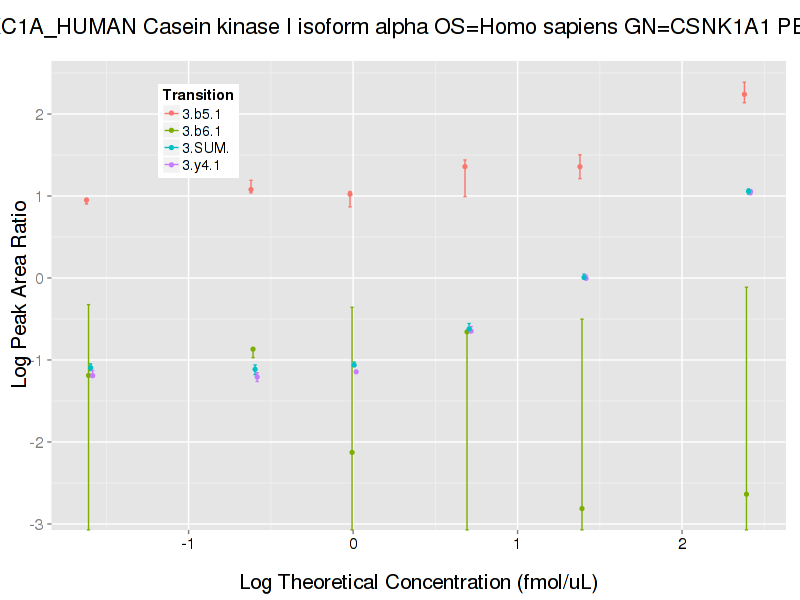 KC1A_HUMAN Casein kinase I isoform alpha OS=Homo sapiens GN=CSNK1A1 PE
Transition
3.b5.1
3.b6.1
3.SUM.
3.y4.1
Log Peak Area Ratio
2
1
0
-1
-2
-3
-1
0
1
2
Log Theoretical Concentration (fmol/uL)